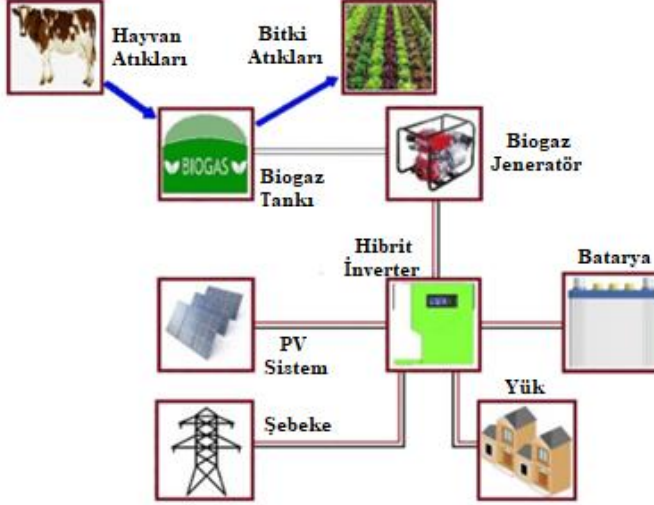 Hayvan
Atıkları
Bitki
Atıkları
BIOGAS
Biogaz
Tankı
Biogaz
Jeneratör
Hibrit
İnverter
Batarya
PV
Sistem
Yük
Şebeke